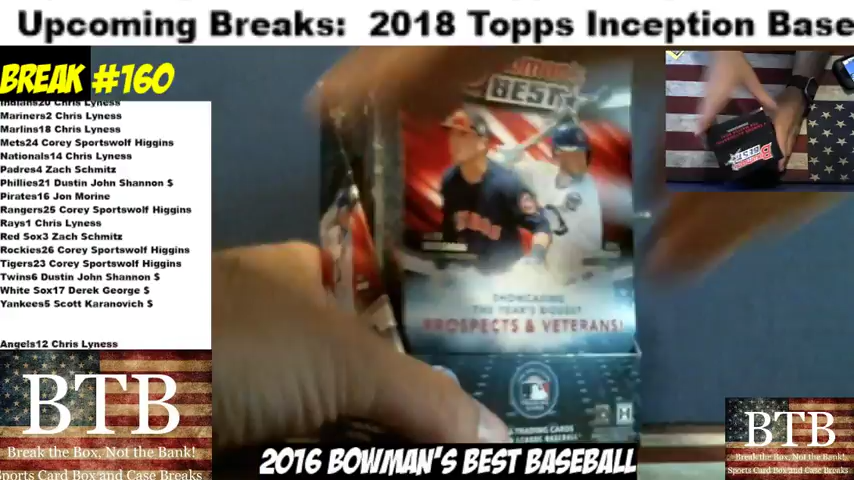 Upcoming Breaks: 2018 Topps Inception Base
BREAK #160
Indians20 Chris Lyness
Mariners2 Chris Lyness
Marlins18 Chris Lyness
Mets24 Corey Sportswolf Higgins
Nationals14 Chris Lyness
Padres4 Zach Schmitz
Phillies21 Dustin John Shannon $
Pirates16 Jon Morine
Rangers25 Corey Sportswolf Higgins
Rays1 Chris Lyness
Red Sox3 Zach Schmitz
Rockies26 Corey Sportswolf Higgins
Tigers23 Corey Sportswolf Higgins
Twins6 Dustin John Shannon $
White Sox17 Derek George $
Yankees5 Scott Karanovich $
Angels12 Chris Lyness
BTB
Break the Box, Not the Bank!
Sports Card Box and Case Breaks
BEST
SHOWCASING
THE YEAR'S BIGGEST
PROSPECTS & VETERANS!
TRADING CARDS
2016 BOWMAN'S BEST BASEBALL
BEST
BTB
Break the Box, Not the Bank!
Sports Card Box and Case Breaks